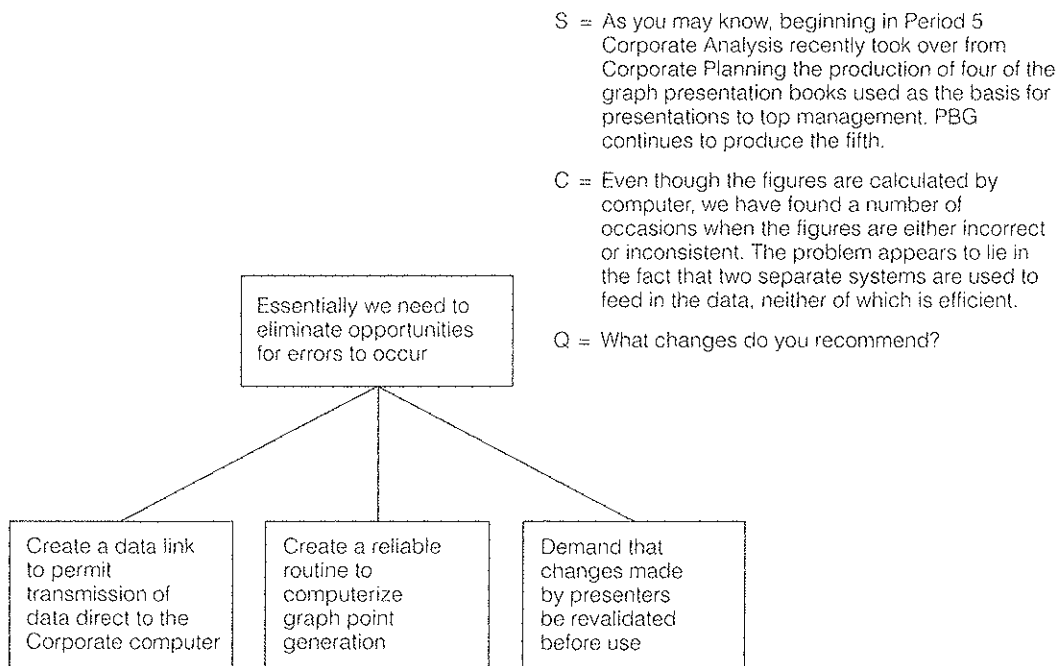 S = As you may know, beginning in Period 5
Corporate Analysis recently took over from
Corporate Planning the production of four of the
graph presentation books used as the basis for
presentations to top management. PBG
continues to produce the fifth.
C = Even though the figures are calculated by
computer, we have found a number of
occasions when the figures are either incorrect
or inconsistent. The problem appears to lie in
the fact that two separate systems are used to
feed in the data, neither of which is efficient.
Q = What changes do you recommend?
Essentially we need to
eliminate opportunities
for errors to occur
Create a data link
to permit
transmission of
data direct to the
Corporate computer
Create a reliable
routine to
computerize
graph point
generation
Demand that
changes made
by presenters
be revalidated
before use